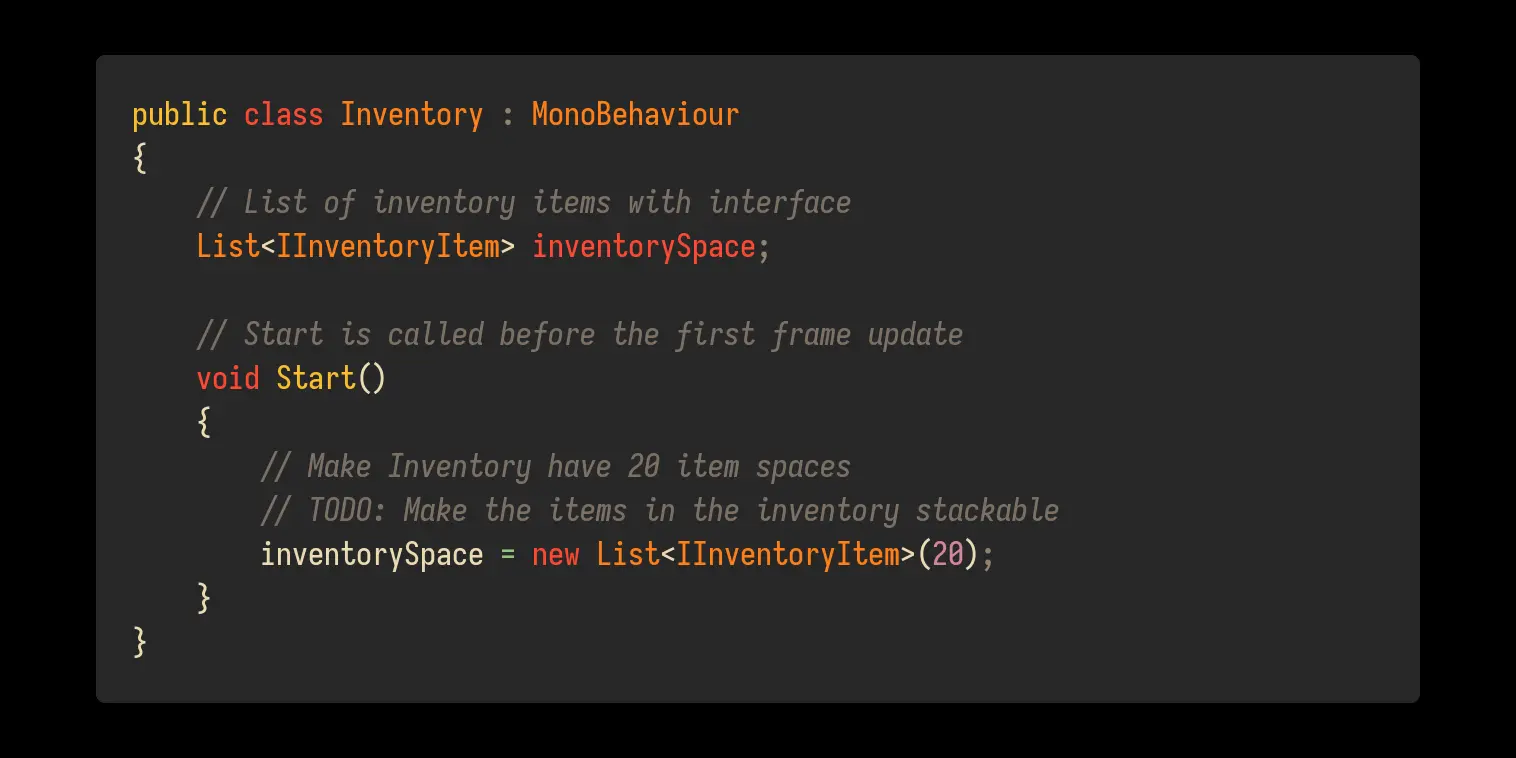 public class Inventory : MonoBehaviour
{
    // List of inventory items with interface
    List<IInventoryItem> inventorySpace;

    // Start is called before the first frame update
    void Start()
    {
        // Make Inventory have 20 item spaces
        // TODO: Make the items in the inventory stackable
        inventorySpace = new List<IInventoryItem>(20);
    }
}